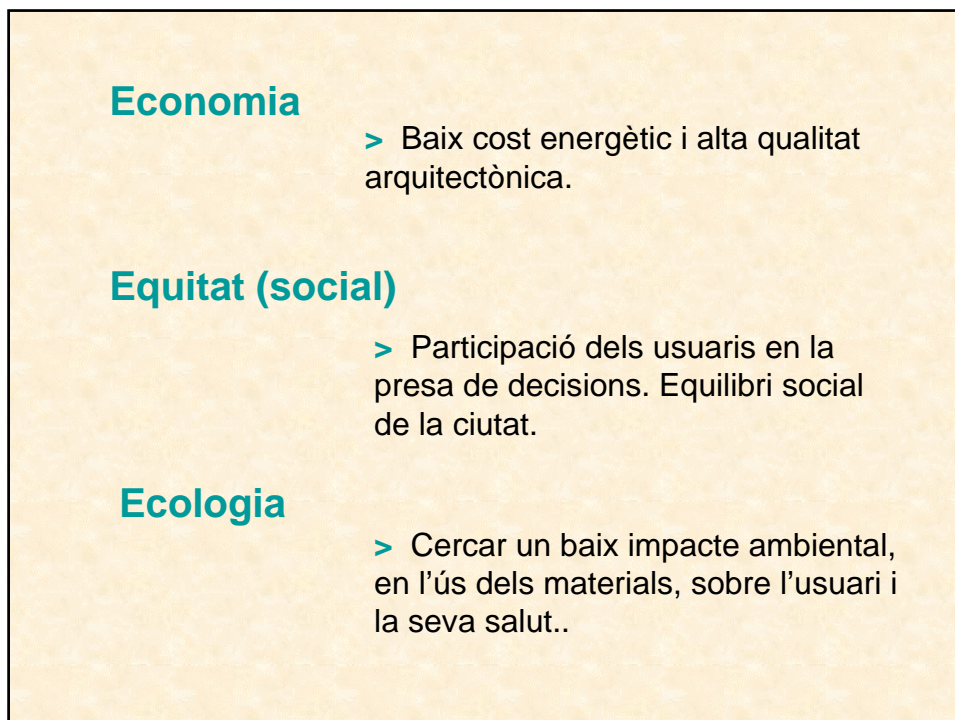 Economia
> Baix cost energètic i alta qualitat
arquitectònica.
Equitat (social)
> Participació dels usuaris en la
presa de decisions. Equilibri social
de la ciutat.
Ecologia
> Cercar un baix impacte ambiental,
en l’ús dels materials, sobre l’usuari i
la seva salut..